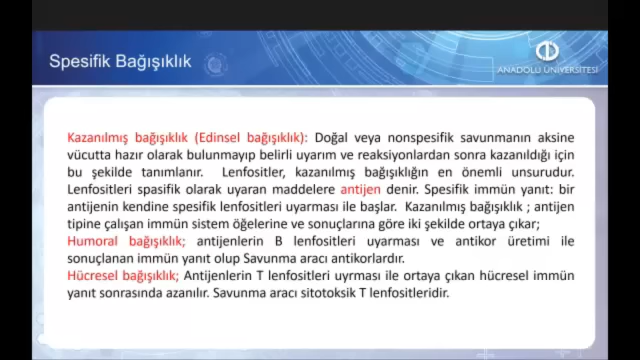 Spesifik Bağışıklık
ANADOLU ÜNİVERSİTESİ
Kazanılmış bağışıklık (Edinsel bağışıklık): Doğal veya nonspesifik savunmanın aksine
vücutta hazır olarak bulunmayıp belirli uyarım ve reaksiyonlardan sonra kazanıldığı için
bu şekilde tanımlanır. Lenfositler, kazanılmış bağışıklığın en önemli unsurudur.
Lenfositleri spasifik olarak uyaran maddelere antijen denir. Spesifik immün yanıt: bir
antijenin kendine spesifik lenfositleri uyarması ile başlar. Kazanılmış bağışıklık ; antijen
tipine çalışan immün sistem öğelerine ve sonuçlarına göre iki şekilde ortaya çıkar;
Humoral bağışıklık; antijenlerin B lenfositleri uyarması ve antikor üretimi ile
sonuçlanan immün yanıt olup Savunma aracı antikorlardır.
Hücresel bağışıklık; Antijenlerin T lenfositleri uyrması ile ortaya çıkan hücresel immün
yanıt sonrasında azanılır. Savunma aracı sitotoksik T lenfositleridir.